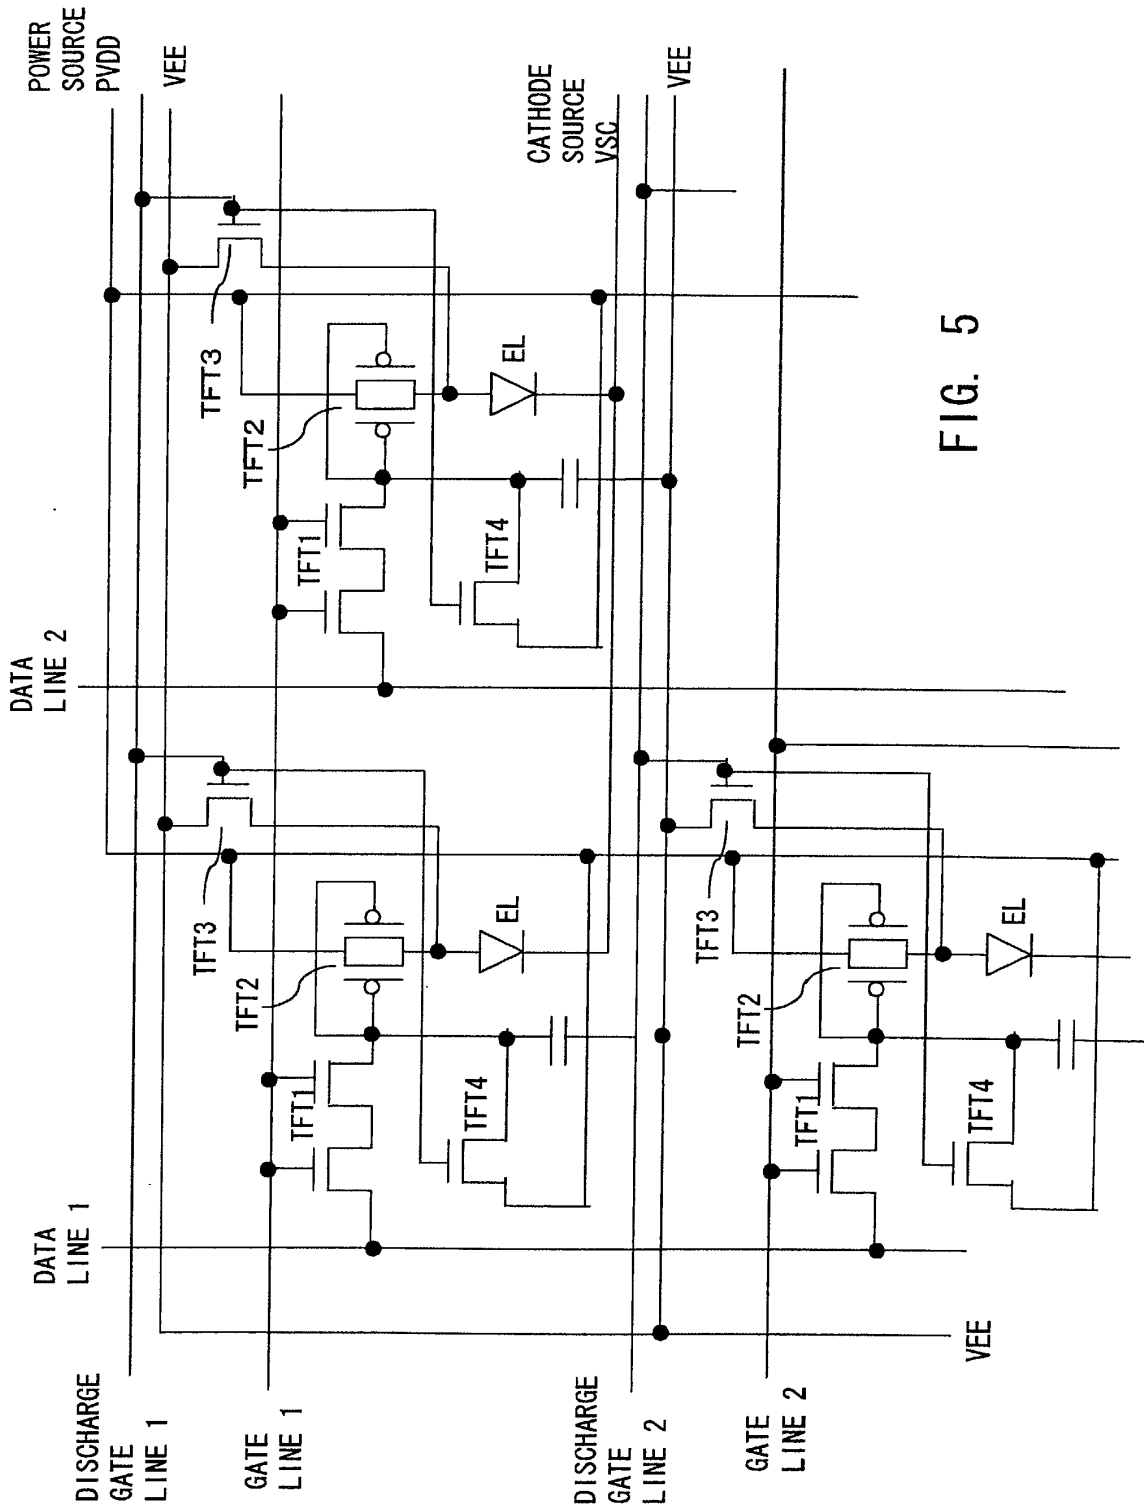 POWER
SOURCE
PVDD
VEE
CATHODE
SOURCE
VSC
VEE
DATA
LINE 2
TFT3
TFT2
TFT1
TFT4
EL
DATA
LINE 1
TFT3
TFT2
TFT1
TFT4
EL
TFT3
TFT2
TFT1
TFT4
EL
DISCHARGE
GATE
LINE 1
GATE
LINE 1
DISCHARGE
GATE
LINE 2
GATE
LINE 2
VEE
FIG. 5